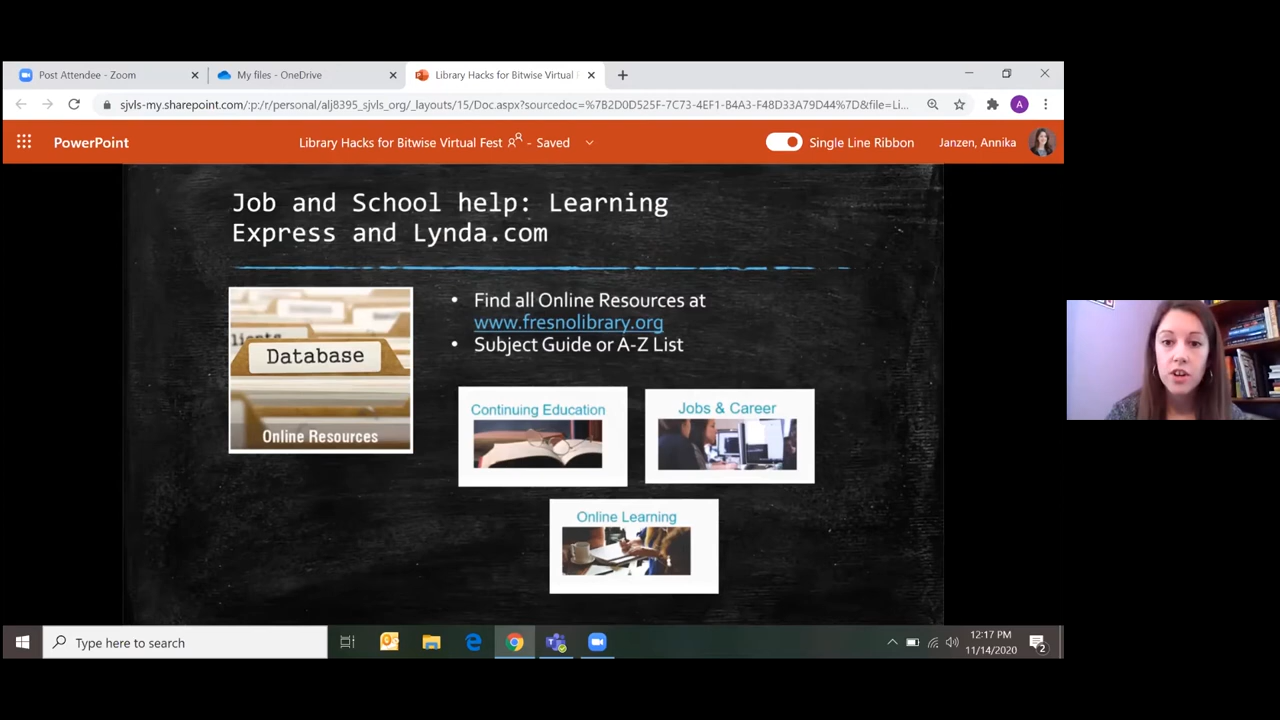 Post Attendee - Zoom
My files - OneDrive
Library Hacks for Bitwise Virtual F
sjvls-my.sharepoint.com/:p:/r/personal/alj8395_sjvls_org/_layouts/15/Doc.aspx?sourcedoc=%7B2D0D525F-7C73-4EF1-B4A3-F48D33A79D44%7D&file=Li...
A
PowerPoint
Library Hacks for Bitwise Virtual Fest - Saved
Single Line Ribbon
Janzen, Annika
Job and School help: Learning
Express and Lynda.com
Database
Online Resources
• Find all Online Resources at
www.fresnolibrary.org
• Subject Guide or A-Z List
Continuing Education
Jobs & Career
Online Learning
Type here to search
12:17 PM
11/14/2020
2